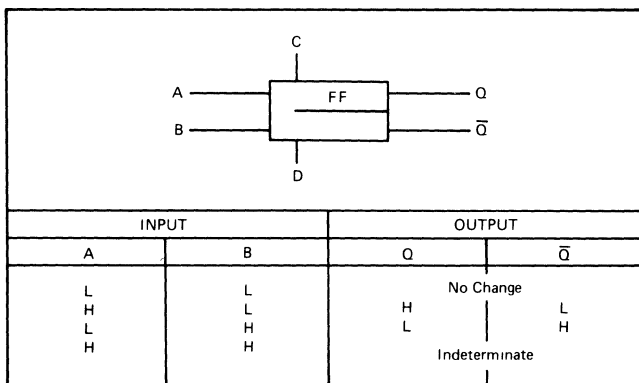 C
A FF Q
B Q̅
D
INPUT OUTPUT
A B Q Q̅
L L No Change
H L H L
L H L H
H H Indeterminate